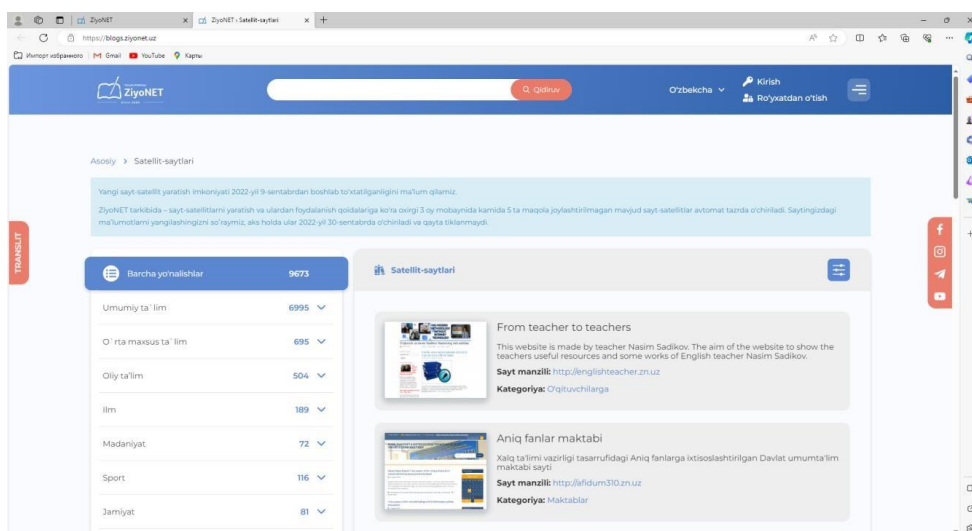 ZiyoNET
ZiyoNET : Satellit-saytlari
https://blogs.ziyonet.uz
Импорт избранного
Gmail
YouTube
Карты
ZiyoNET
Qidiruv
O'zbekcha
Kirish
Ro'yxatdan o'tish
Asosiy > Satellit-saytlari
Yangi sayt-satellit yaratish imkoniyati 2022-yil 9-sentabrdan boshlab to'xtatilganligini ma'lum qilamiz.
ZiyoNET tarkibida – sayt-satellitlarni yaratish va ulardan foydalanish qoidalariga ko'ra oxirgi 3 oy mobaynida kamida 5 ta maqola joylashtirilmagan mavjud sayt-satellitlar avtomat tazrda o'chiriladi. Saytingizdagi
ma'lumotlarni yangilashingizni so'raymiz, aks holda ular 2022-yil 30-sentabrda o'chiriladi va qayta tiklanmaydi.
TRANSLIT
Barcha yo'nalishlar 9673
Umumiy ta`lim 6995
O`rta maxsus ta`lim 695
Oliy ta'lim 504
Ilm 189
Madaniyat 72
Sport 116
Jamiyat 81
Satellit-saytlari
From teacher to teachers
This website is made by teacher Nasim Sadikov. The aim of the website to show the
teachers useful resources and some works of English teacher Nasim Sadikov.
Sayt manzili: http://englishteacher.zn.uz
Kategoriya: O'qituvchilarga
Aniq fanlar maktabi
Xalq ta'limi vazirligi tasarrufidagi Aniq fanlarga ixtisoslashtirilgan Davlat umumta'lim
maktabi sayti
Sayt manzili: http://afidum310.zn.uz
Kategoriya: Maktablar